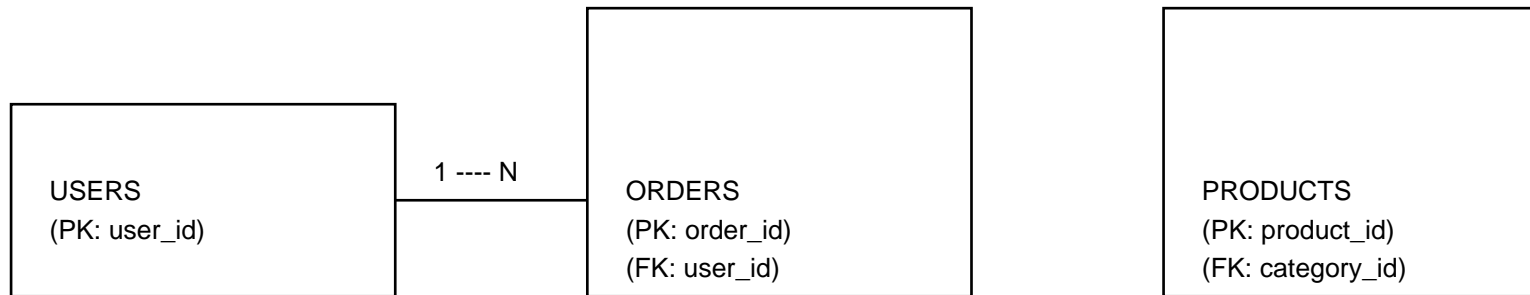 USERS
(PK: user_id)
1 ---- N
ORDERS
(PK: order_id)
(FK: user_id)
PRODUCTS
(PK: product_id)
(FK: category_id)